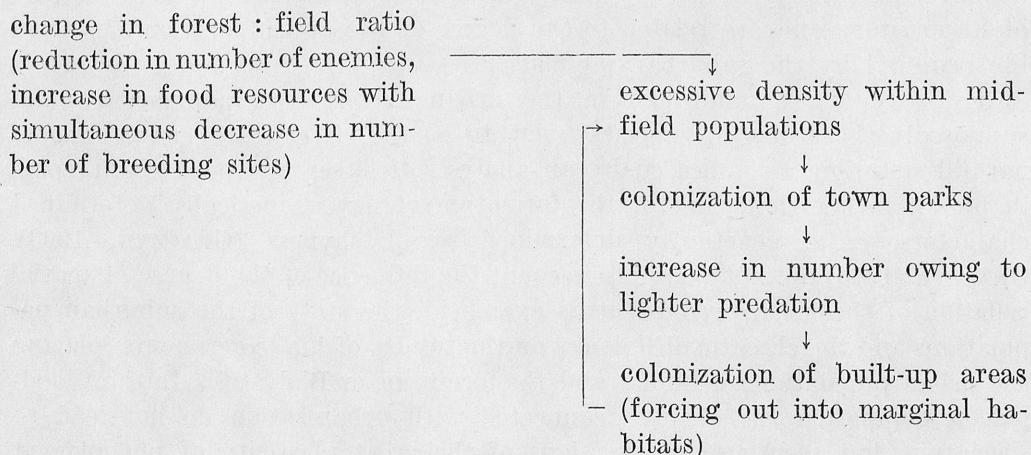 change in forest : field ratio
(reduction in number of enemies,
increase in food resources with
simultaneous decrease in num-
ber of breeding sites)
excessive density within mid-
field populations
colonization of town parks
increase in number owing to
lighter predation
colonization of built-up areas
(forcing out into marginal ha-
bitats)